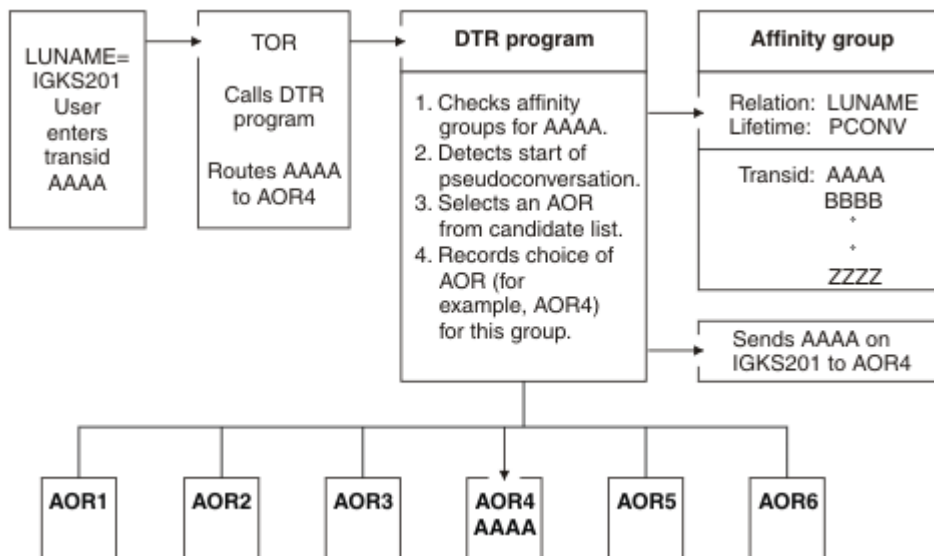 LUNAME=
IGKS201
User
enters
transid
AAAA
TOR
Calls DTR
program
Routes AAAA
to AOR4
DTR program
1. Checks affinity
groups for AAAA.
2. Detects start of
pseudoconversation.
3. Selects an AOR
from candidate list.
4. Records choice of
AOR (for
example, AOR4)
for this group.
Affinity group
Relation: LUNAME
Lifetime: PCONV
Transid: AAAA
BBBB
ZZZZ
Sends AAAA on
IGKS201 to AOR4
AOR1
AOR2
AOR3
AOR4
AAAA
AOR5
AOR6